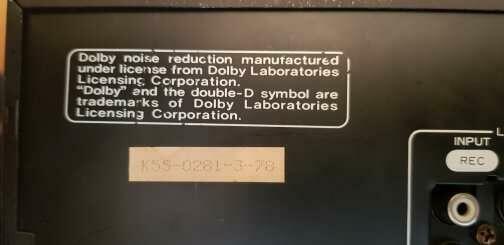 Dolby noise reduction manufactured
under license from Dolby Laboratories
Licensing Corporation.
"Dolby" and the double-D symbol are
trademarks of Dolby Laboratories
Licensing Corporation.
K55-0281-3-78
L
INPUT
REC